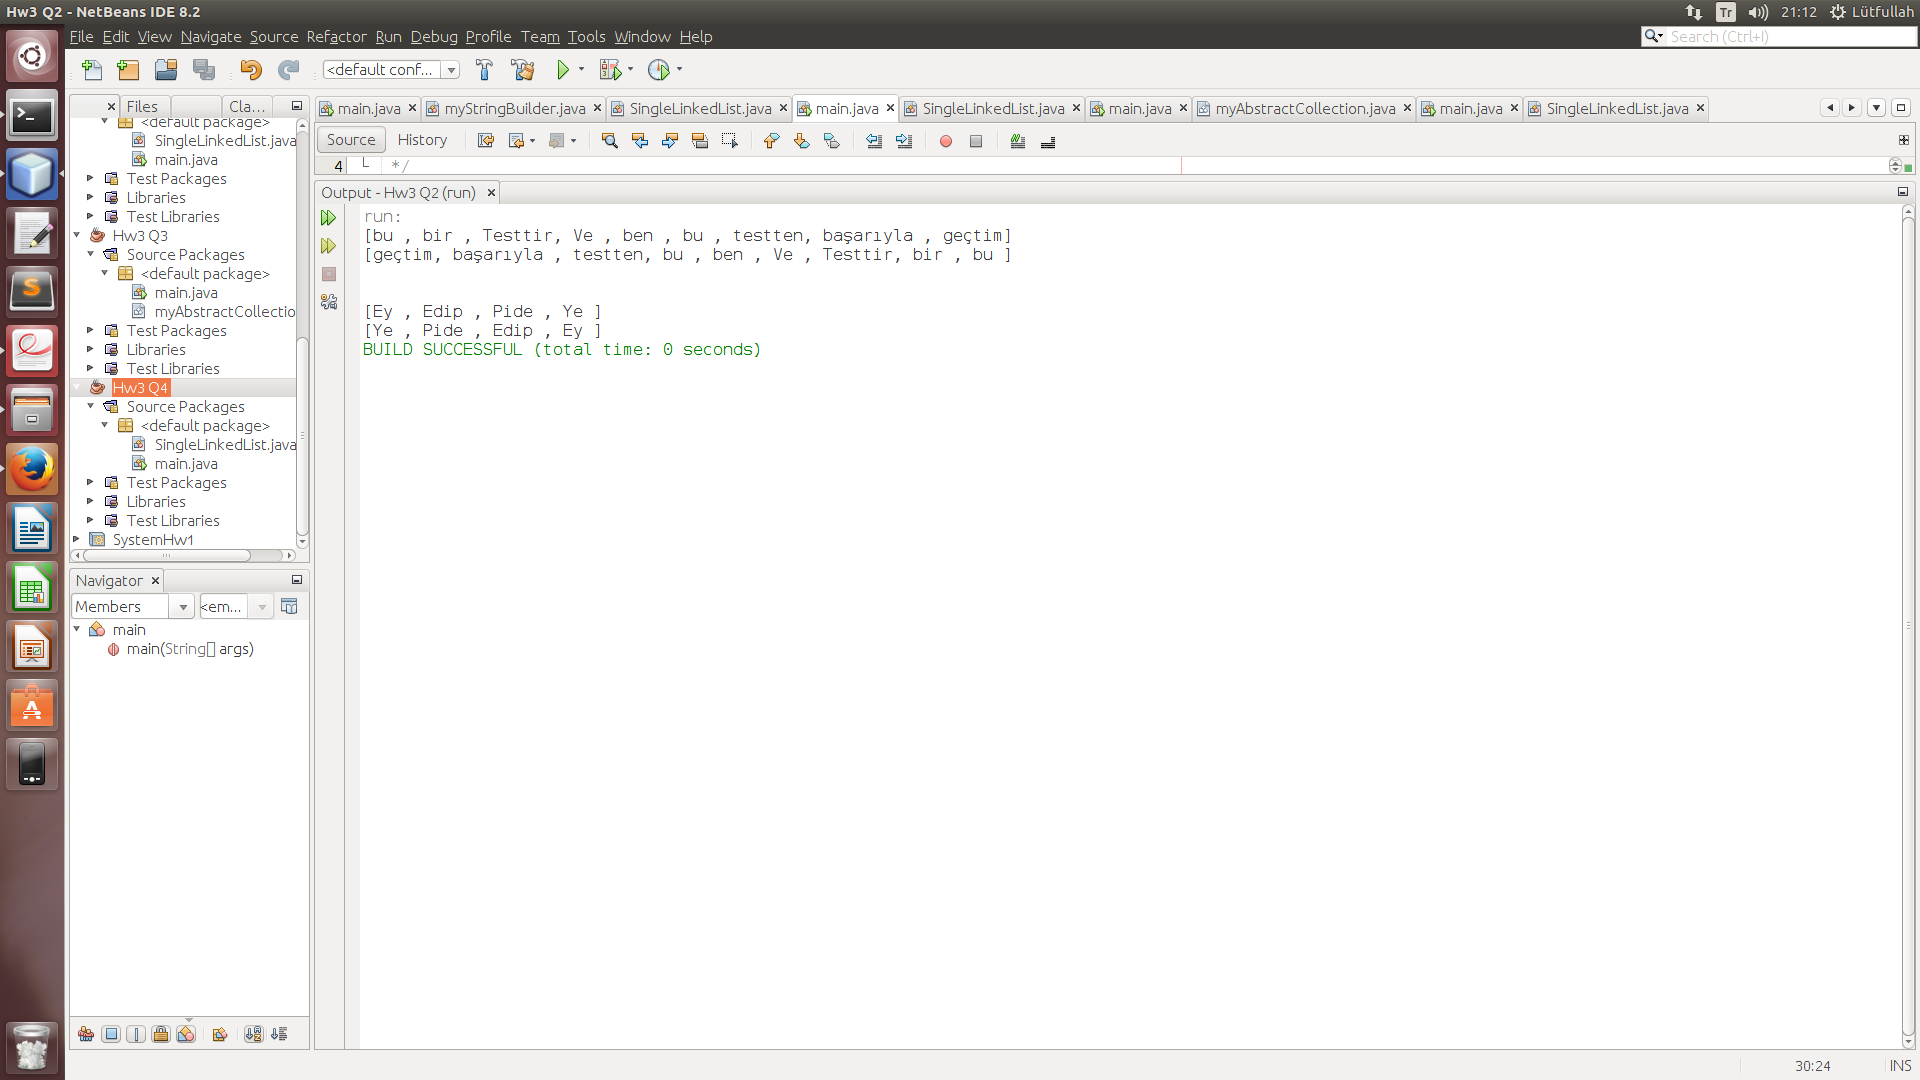 Hw3 Q2 - NetBeans IDE 8.2
Tr 21:12 Lütfullah
File Edit View Navigate Source Refactor Run Debug Profile Team Tools Window Help
Search (Ctrl+I)
<default conf...
Files Cla...
main.java myStringBuilder.java SingleLinkedList.java main.java SingleLinkedList.java main.java myAbstractCollection.java main.java SingleLinkedList.java
Source History
4 */
<default package>
SingleLinkedList.java
main.java
Test Packages
Libraries
Test Libraries
Hw3 Q3
Source Packages
<default package>
main.java
myAbstractCollectio
Test Packages
Libraries
Test Libraries
Hw3 Q4
Source Packages
<default package>
SingleLinkedList.java
main.java
Test Packages
Libraries
Test Libraries
SystemHw1
Navigator
Members <em...
main
main(String[] args)
Output - Hw3 Q2 (run)
run:
[bu , bir , Testtir, Ve , ben , bu , testten, başarıyla , geçtim]
[geçtim, başarıyla , testten, bu , ben , Ve , Testtir, bir , bu ]
[Ey , Edip , Pide , Ye ]
[Ye , Pide , Edip , Ey ]
BUILD SUCCESSFUL (total time: 0 seconds)
30:24 INS